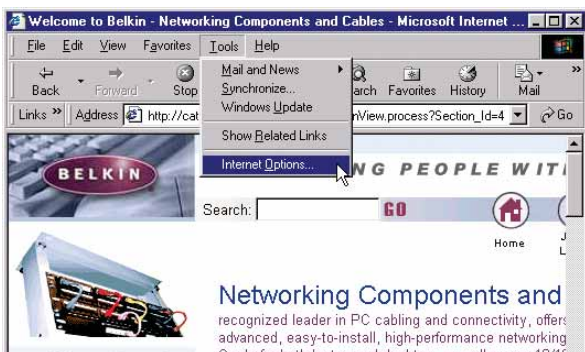 Welcome to Belkin - Networking Components and Cables - Microsoft Internet ...
File Edit View Favorites Tools Help
Mail and News
Synchronize...
Windows Update
Show Related Links
Internet Options...
Back Forward Stop arch Favorites History Mail
Links » Address http://cat nView.process?Section_Id=4 Go
BELKIN
NG PEOPLE WITH
Search: GO
Home
Networking Components and
recognized leader in PC cabling and connectivity, offers
advanced, easy-to-install, high-performance networking